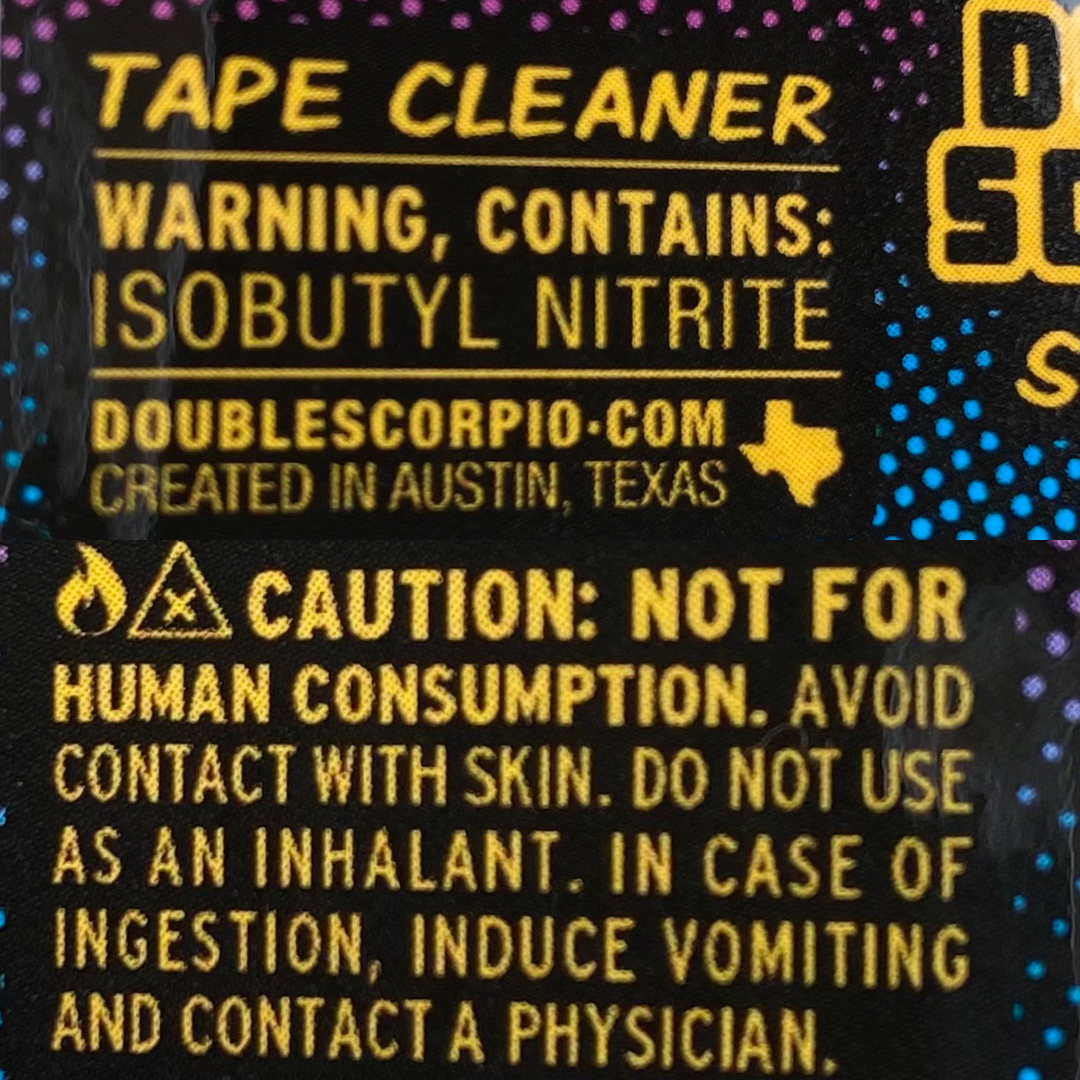 TAPE CLEANER
WARNING, CONTAINS:
ISOBUTYL NITRITE
DOUBLESCORPIO·COM
CREATED IN AUSTIN, TEXAS
CAUTION: NOT FOR
HUMAN CONSUMPTION. AVOID
CONTACT WITH SKIN. DO NOT USE
AS AN INHALANT. IN CASE OF
INGESTION, INDUCE VOMITING
AND CONTACT A PHYSICIAN.